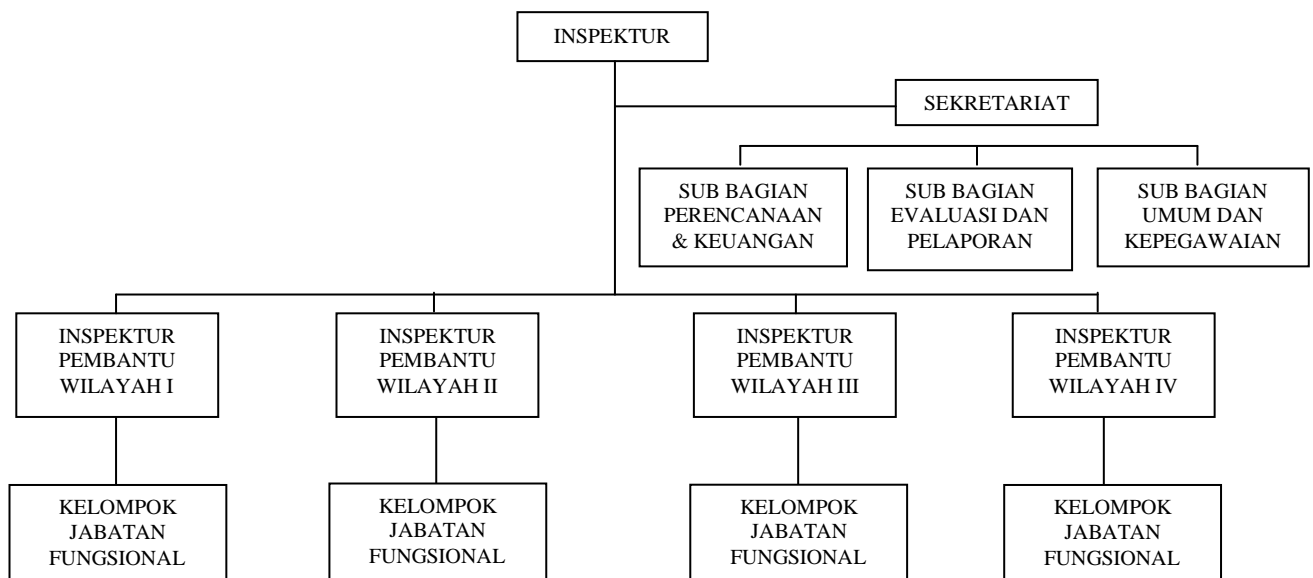 INSPEKTUR
SEKRETARIAT
SUB BAGIAN
PERENCANAAN
& KEUANGAN
SUB BAGIAN
EVALUASI DAN
PELAPORAN
SUB BAGIAN
UMUM DAN
KEPEGAWAIAN
INSPEKTUR
PEMBANTU
WILAYAH I
INSPEKTUR
PEMBANTU
WILAYAH II
INSPEKTUR
PEMBANTU
WILAYAH III
INSPEKTUR
PEMBANTU
WILAYAH IV
KELOMPOK
JABATAN
FUNGSIONAL
KELOMPOK
JABATAN
FUNGSIONAL
KELOMPOK
JABATAN
FUNGSIONAL
KELOMPOK
JABATAN
FUNGSIONAL